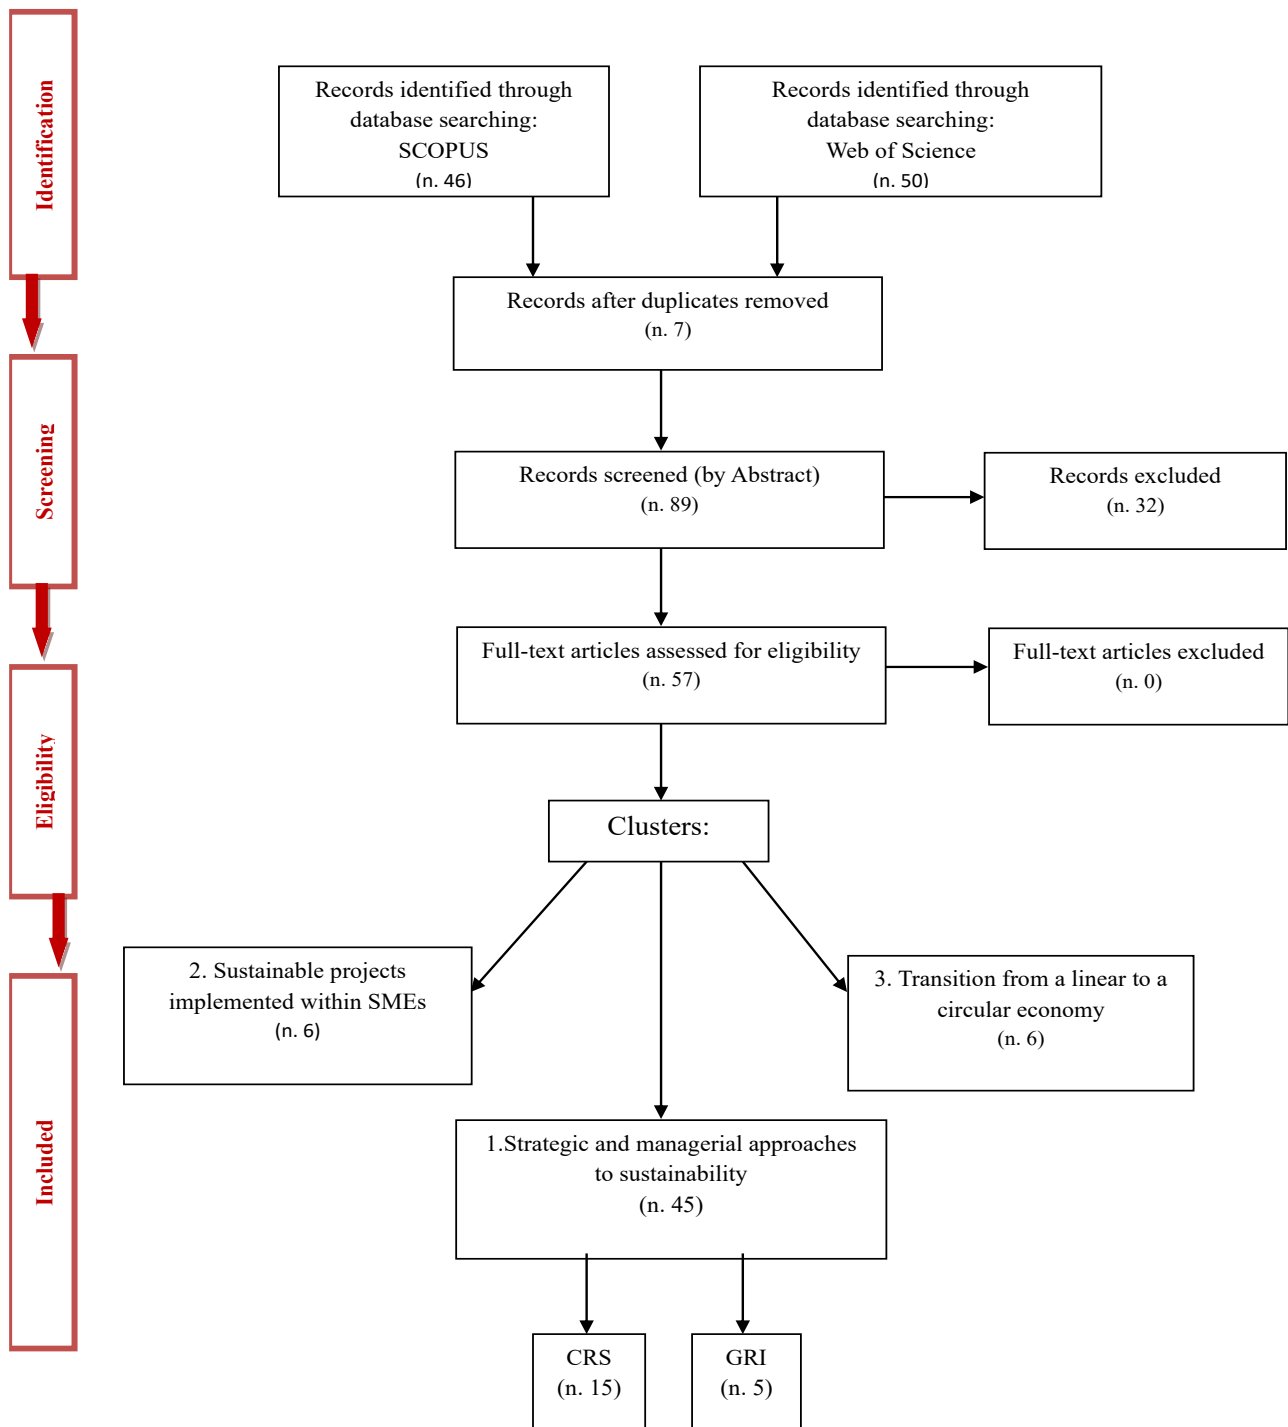 Identification
Records identified through
database searching:
SCOPUS
(n. 46)
Records identified through
database searching:
Web of Science
(n. 50)
Records after duplicates removed
(n. 7)
Screening
Records screened (by Abstract)
(n. 89)
Records excluded
(n. 32)
Eligibility
Full-text articles assessed for eligibility
(n. 57)
Full-text articles excluded
(n. 0)
Clusters:
Included
2. Sustainable projects
implemented within SMEs
(n. 6)
3. Transition from a linear to a
circular economy
(n. 6)
1.Strategic and managerial approaches
to sustainability
(n. 45)
CRS
(n. 15)
GRI
(n. 5)